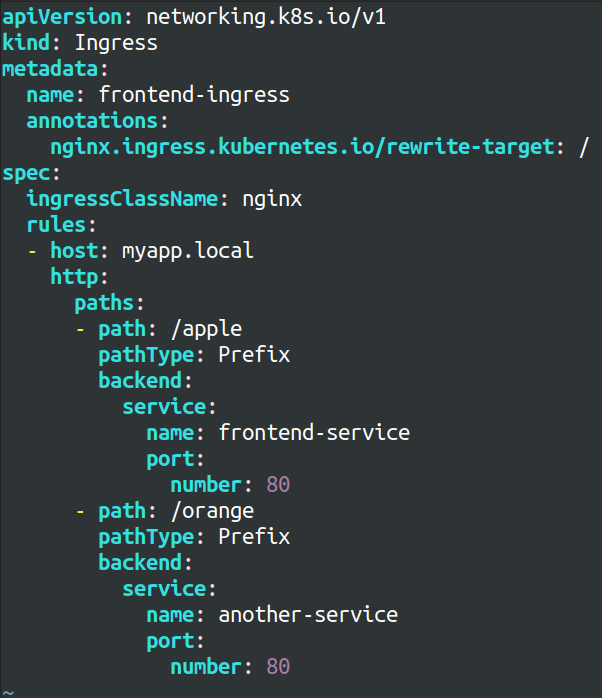 apiVersion: networking.k8s.io/v1
kind: Ingress
metadata:
  name: frontend-ingress
  annotations:
    nginx.ingress.kubernetes.io/rewrite-target: /
spec:
  ingressClassName: nginx
  rules:
  - host: myapp.local
    http:
      paths:
      - path: /apple
        pathType: Prefix
        backend:
          service:
            name: frontend-service
            port:
              number: 80
      - path: /orange
        pathType: Prefix
        backend:
          service:
            name: another-service
            port:
              number: 80
~